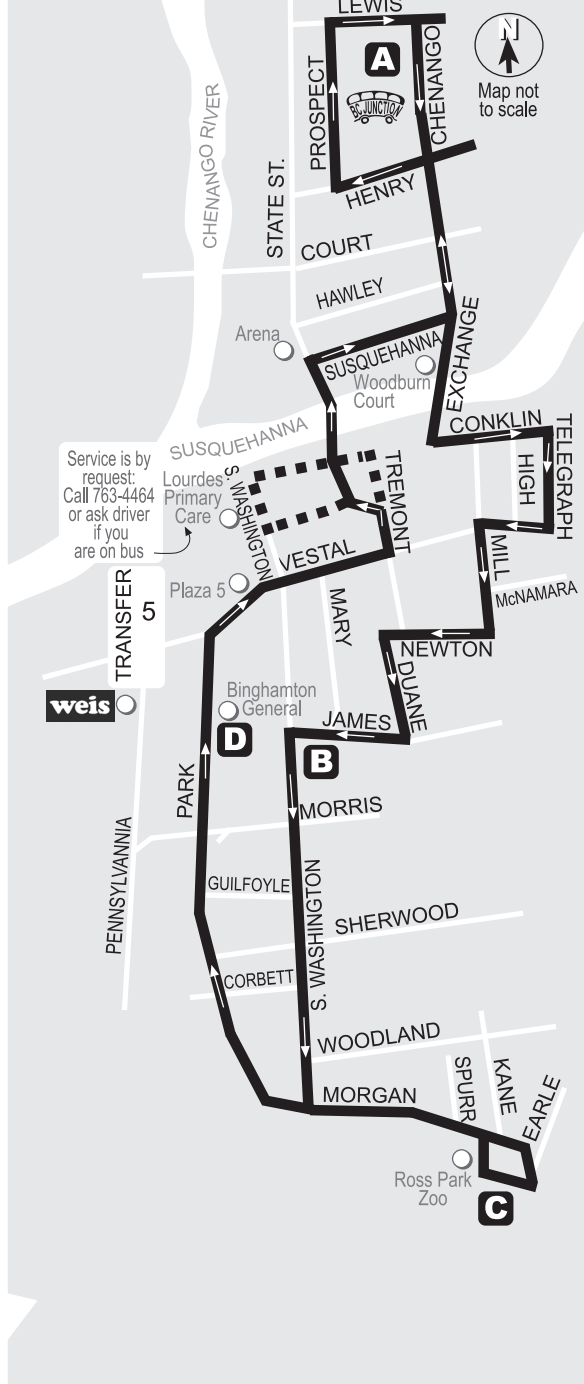 LEWIS
N
Map not
to scale
A
BC JUNCTION
PROSPECT
CHENANGO
CHENANGO RIVER
HENRY
STATE ST.
COURT
HAWLEY
Arena
SUSQUEHANNA
EXCHANGE
Woodburn
Court
CONKLIN
TELEGRAPH
SUSQUEHANNA
Service is by
request:
Call 763-4464
or ask driver
if you
are on bus
Lourdes
Primary
Care
S. WASHINGTON
TREMONT
HIGH
VESTAL
MILL
McNAMARA
TRANSFER
5
Plaza 5
MARY
NEWTON
DUANE
weis
Binghamton
General
D
JAMES
B
PARK
MORRIS
PENNSYLVANNIA
GUILFOYLE
S. WASHINGTON
SHERWOOD
CORBETT
WOODLAND
MORGAN
SPURR
KANE
EARLE
Ross Park
Zoo
C